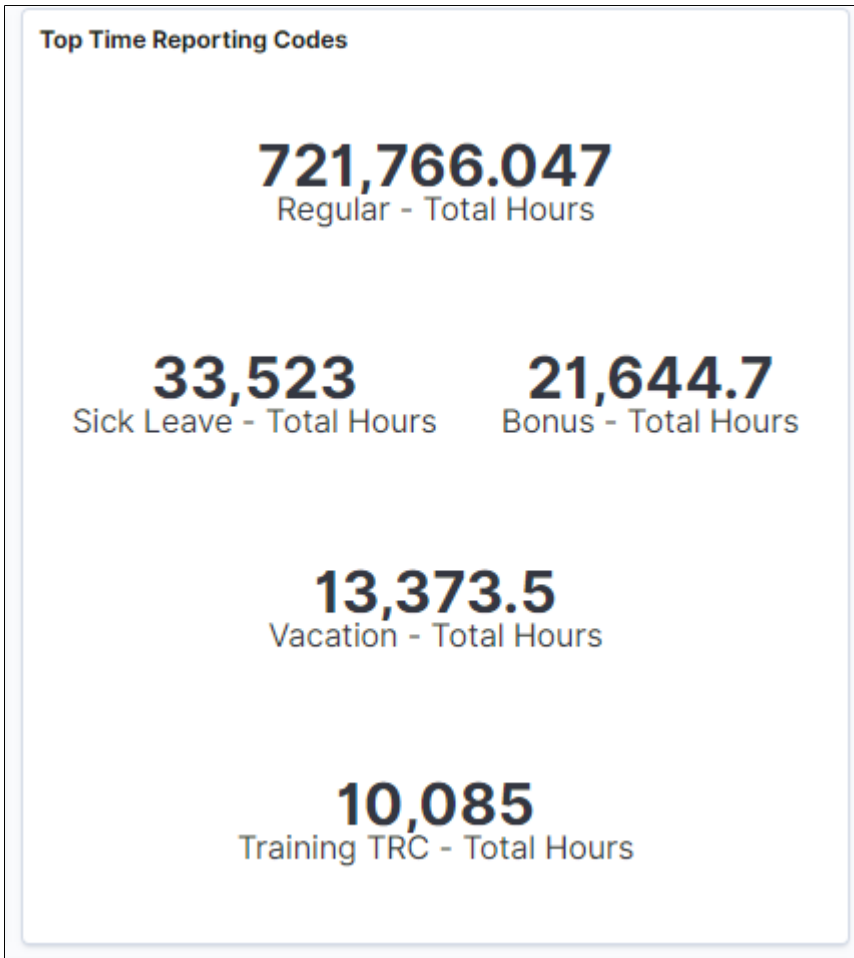 Top Time Reporting Codes
721,766.047
Regular - Total Hours
33,523
Sick Leave - Total Hours
21,644.7
Bonus - Total Hours
13,373.5
Vacation - Total Hours
10,085
Training TRC - Total Hours